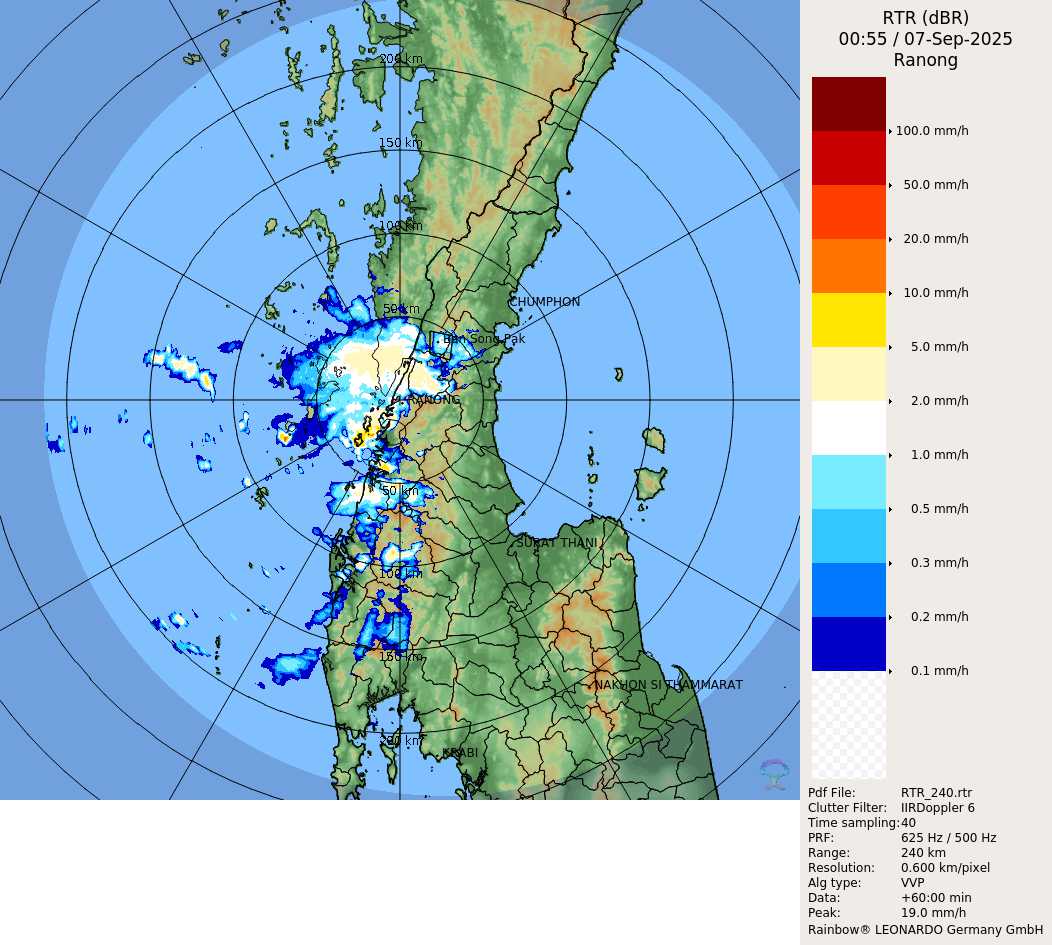 RTR (dBR)
00:55 / 07-Sep-2025
Ranong
200 km
150 km
100 km
50 km
CHUMPHON
Ban Song Pak
RANONG
50 km
SURAT THANI
100 km
150 km
NAKHON SI THAMMARAT
200 km
KRABI
100.0 mm/h
50.0 mm/h
20.0 mm/h
10.0 mm/h
5.0 mm/h
2.0 mm/h
1.0 mm/h
0.5 mm/h
0.3 mm/h
0.2 mm/h
0.1 mm/h
Pdf File: RTR_240.rtr
Clutter Filter: IIRDoppler 6
Time sampling:40
PRF: 625 Hz / 500 Hz
Range: 240 km
Resolution: 0.600 km/pixel
Alg type: VVP
Data: +60:00 min
Peak: 19.0 mm/h
Rainbow® LEONARDO Germany GmbH